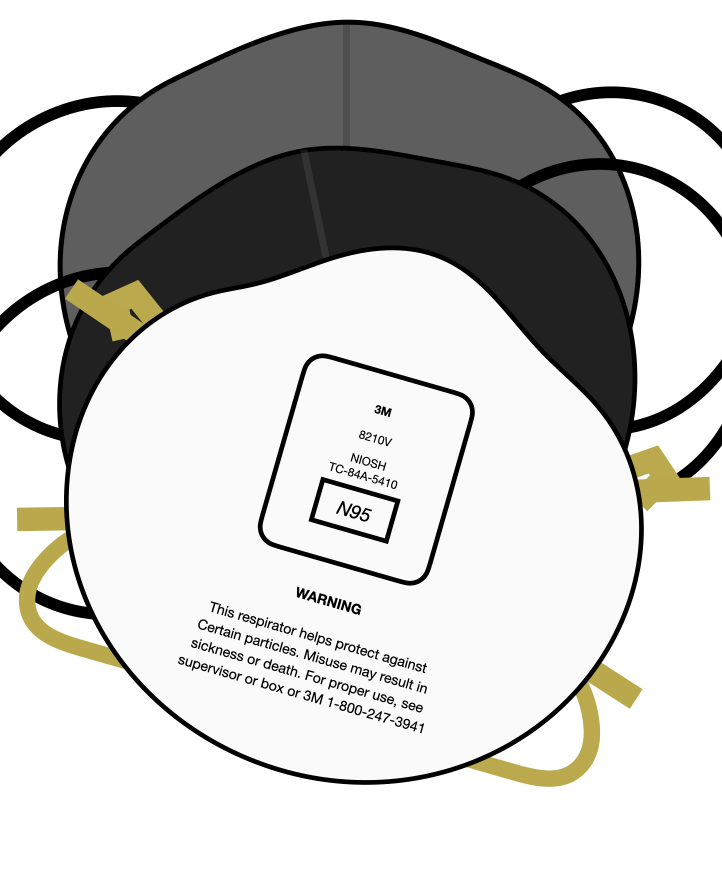 3M
8210V
NIOSH
TC-84A-5410
N95
WARNING
This respirator helps protect against
Certain particles. Misuse may result in
sickness or death. For proper use, see
supervisor or box or 3M 1-800-247-3941